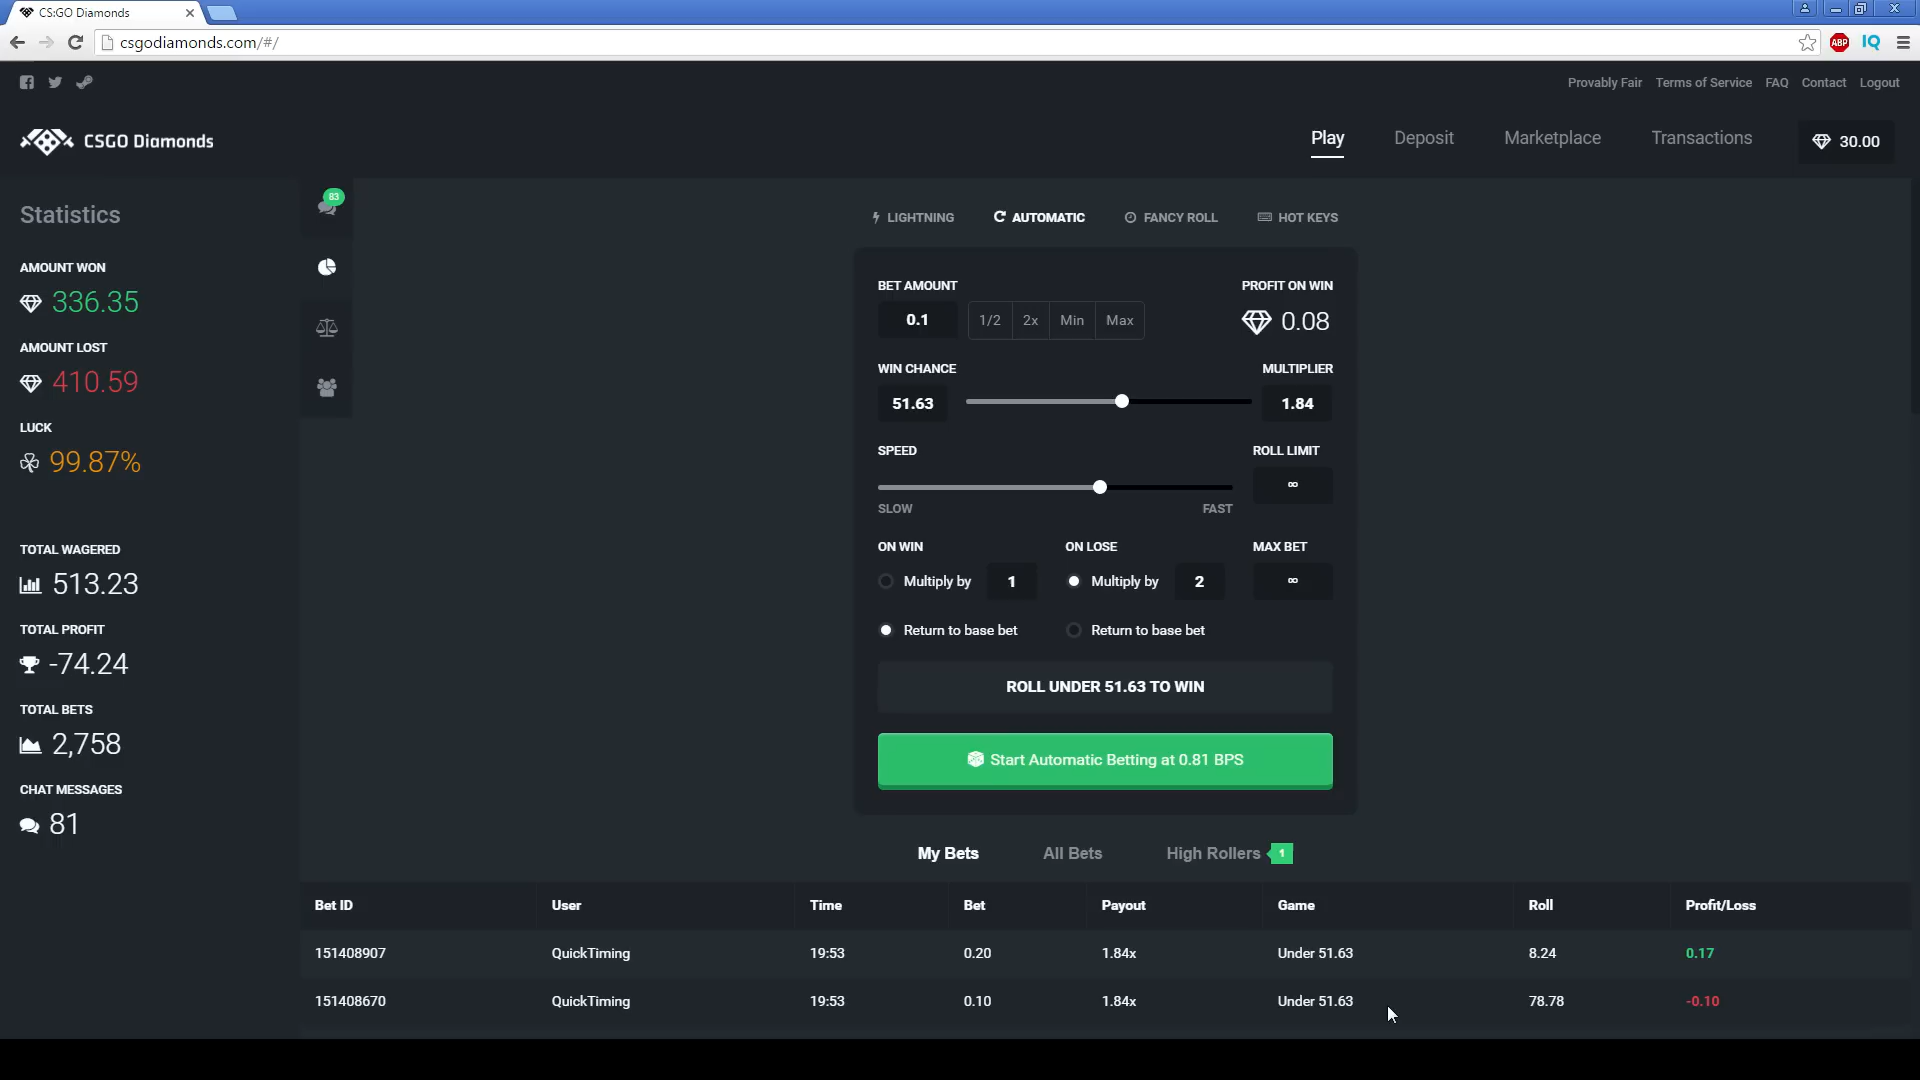 CS:GO Diamonds
csgodiamonds.com/#/
ABP
IQ
Provably Fair Terms of Service FAQ Contact Logout
CSGO Diamonds
Play Deposit Marketplace Transactions 30.00
Statistics
83
AMOUNT WON
336.35
AMOUNT LOST
410.59
LUCK
99.87%
TOTAL WAGERED
513.23
TOTAL PROFIT
-74.24
TOTAL BETS
2,758
CHAT MESSAGES
81
LIGHTNING AUTOMATIC FANCY ROLL HOT KEYS
BET AMOUNT PROFIT ON WIN
0.1 1/2 2x Min Max 0.08
WIN CHANCE MULTIPLIER
51.63 1.84
SPEED ROLL LIMIT
∞
SLOW FAST
ON WIN ON LOSE MAX BET
Multiply by 1 Multiply by 2 ∞
Return to base bet Return to base bet
ROLL UNDER 51.63 TO WIN
Start Automatic Betting at 0.81 BPS
My Bets All Bets High Rollers 1
Bet ID User Time Bet Payout Game Roll Profit/Loss
151408907 QuickTiming 19:53 0.20 1.84x Under 51.63 8.24 0.17
151408670 QuickTiming 19:53 0.10 1.84x Under 51.63 78.78 -0.10